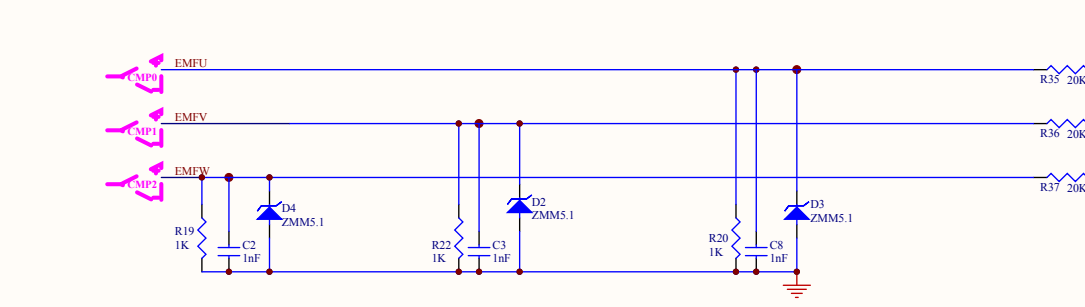 EMFU
CMP0
R35 20K
EMFV
CMP1
R36 20K
EMFW
CMP2
R37 20K
D4
ZMM5.1
R19
1K
C2
1nF
D2
ZMM5.1
R22
1K
C3
1nF
D3
ZMM5.1
R20
1K
C8
1nF